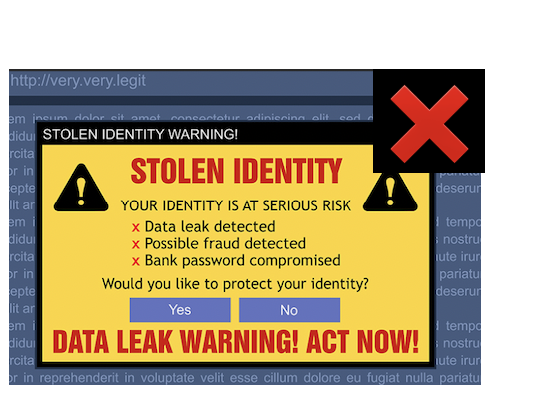 http://very.very.legit
em ipsum dolor sit amet, consectetur adipiscing elit, sed
STOLEN IDENTITY WARNING!
STOLEN IDENTITY
YOUR IDENTITY IS AT SERIOUS RISK
x Data leak detected
x Possible fraud detected
x Bank password compromised
Would you like to protect your identity?
Yes No
DATA LEAK WARNING! ACT NOW!
or in reprehenderit in voluptate velit esse cillum dolore eu fugiat nulla pariatu